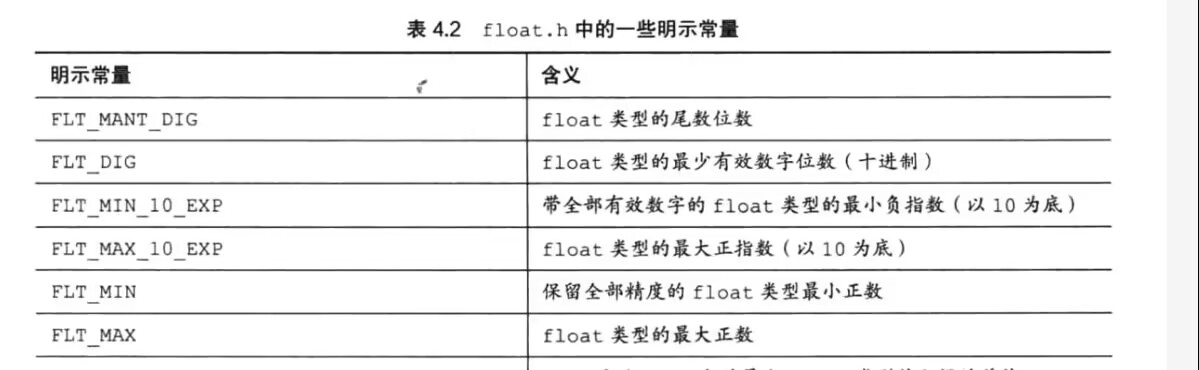 表 4.2 float.h 中的一些明示常量
明示常量 含义
FLT_MANT_DIG float 类型的尾数位数
FLT_DIG float 类型的最少有效数字位数（十进制）
FLT_MIN_10_EXP 带全部有效数字的 float 类型的最小负指数（以 10 为底）
FLT_MAX_10_EXP float 类型的最大正指数（以 10 为底）
FLT_MIN 保留全部精度的 float 类型最小正数
FLT_MAX float 类型的最大正数